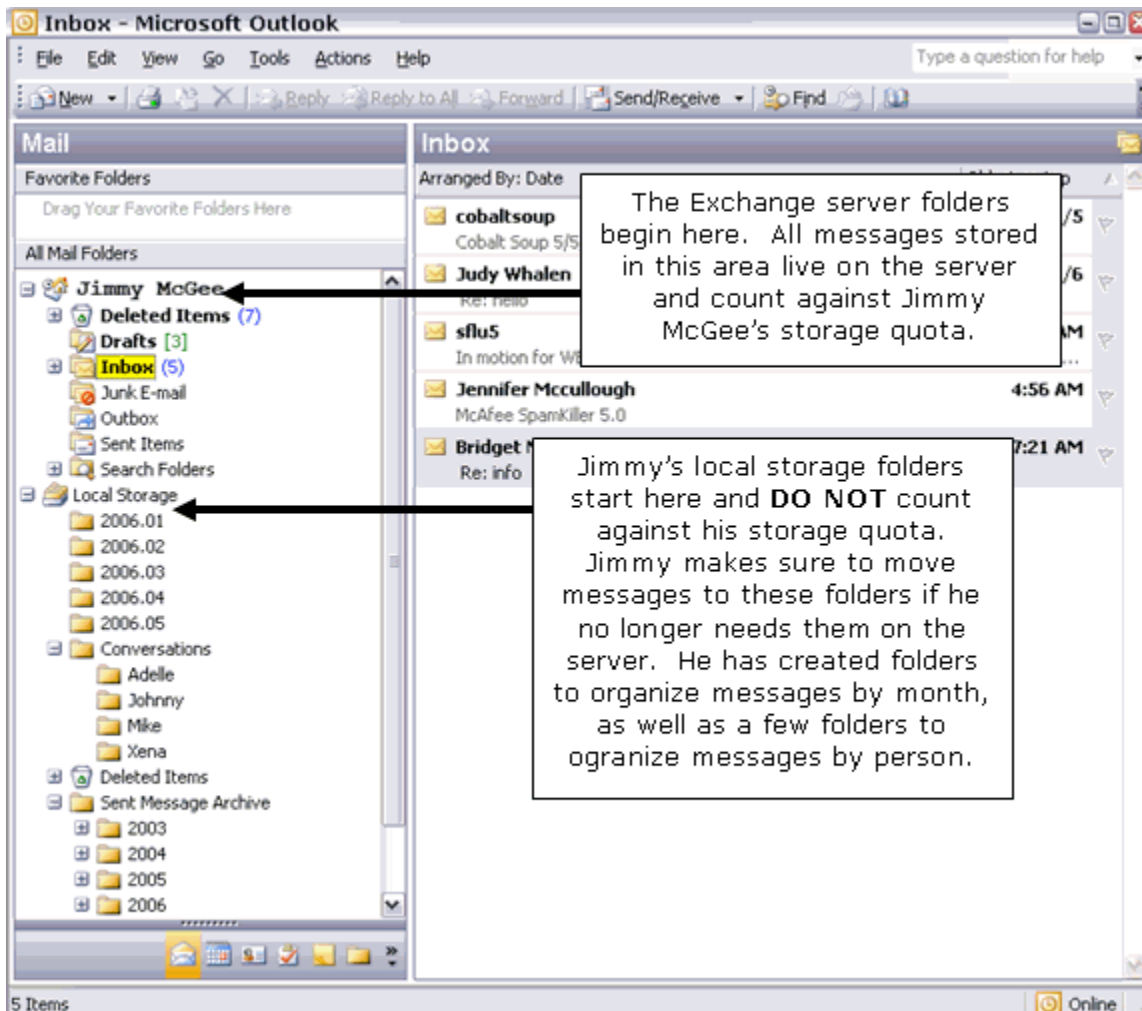 Inbox - Microsoft Outlook
File Edit View Go Tools Actions Help
Type a question for help
New Reply Reply to All Forward Send/Receive Find
Mail
Favorite Folders
Drag Your Favorite Folders Here
All Mail Folders
Jimmy McGee
Deleted Items (7)
Drafts [3]
Inbox (5)
Junk E-mail
Outbox
Sent Items
Search Folders
Local Storage
2006.01
2006.02
2006.03
2006.04
2006.05
Conversations
Adelle
Johnny
Mike
Xena
Deleted Items
Sent Message Archive
2003
2004
2005
2006
Inbox
Arranged By: Date
cobaltsoup /5
Cobalt Soup 5/5
Judy Whalen /6
Re: hello
sflu5 AM
In motion for ...
Jennifer Mccullough 4:56 AM
McAfee SpamKiller 5.0
Bridget 7:21 AM
Re: info
The Exchange server folders
begin here. All messages stored
in this area live on the server
and count against Jimmy
McGee's storage quota.
Jimmy's local storage folders
start here and DO NOT count
against his storage quota.
Jimmy makes sure to move
messages to these folders if he
no longer needs them on the
server. He has created folders
to organize messages by month,
as well as a few folders to
ogranize messages by person.
5 Items
Online